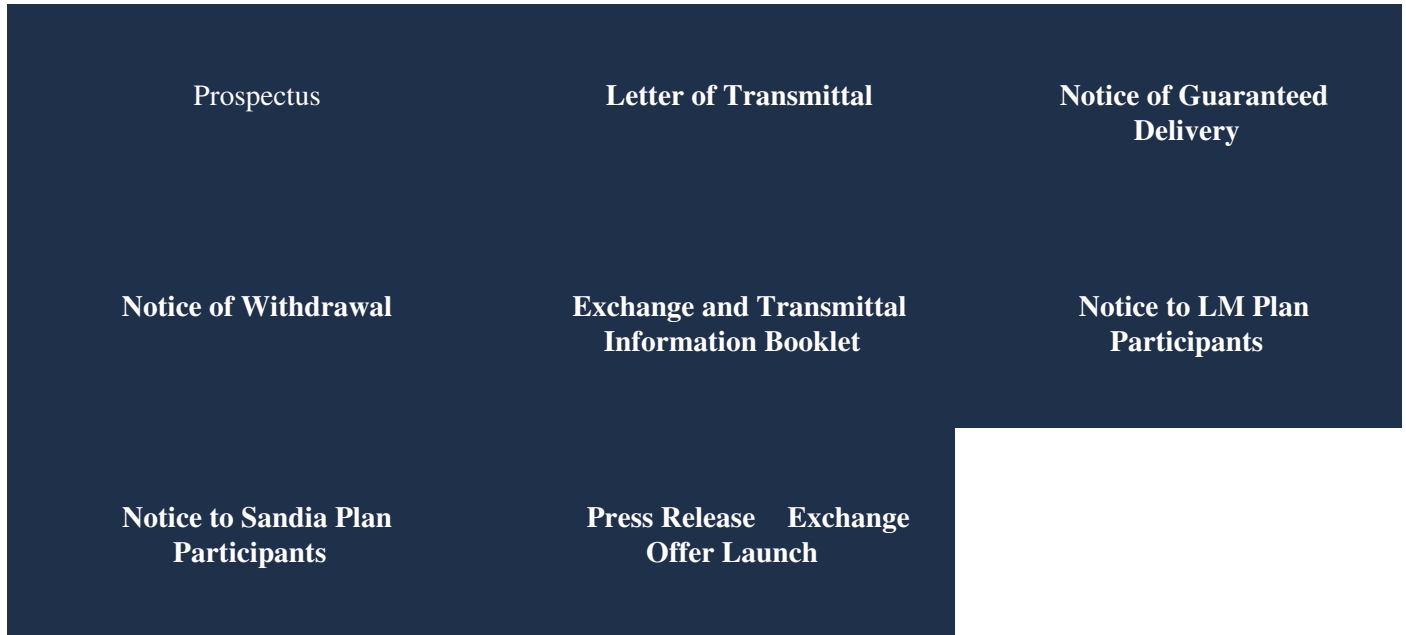 Prospectus
Letter of Transmittal
Notice of Guaranteed
Delivery
Notice of Withdrawal
Exchange and Transmittal
Information Booklet
Notice to LM Plan
Participants
Notice to Sandia Plan
Participants
Press Release Exchange
Offer Launch